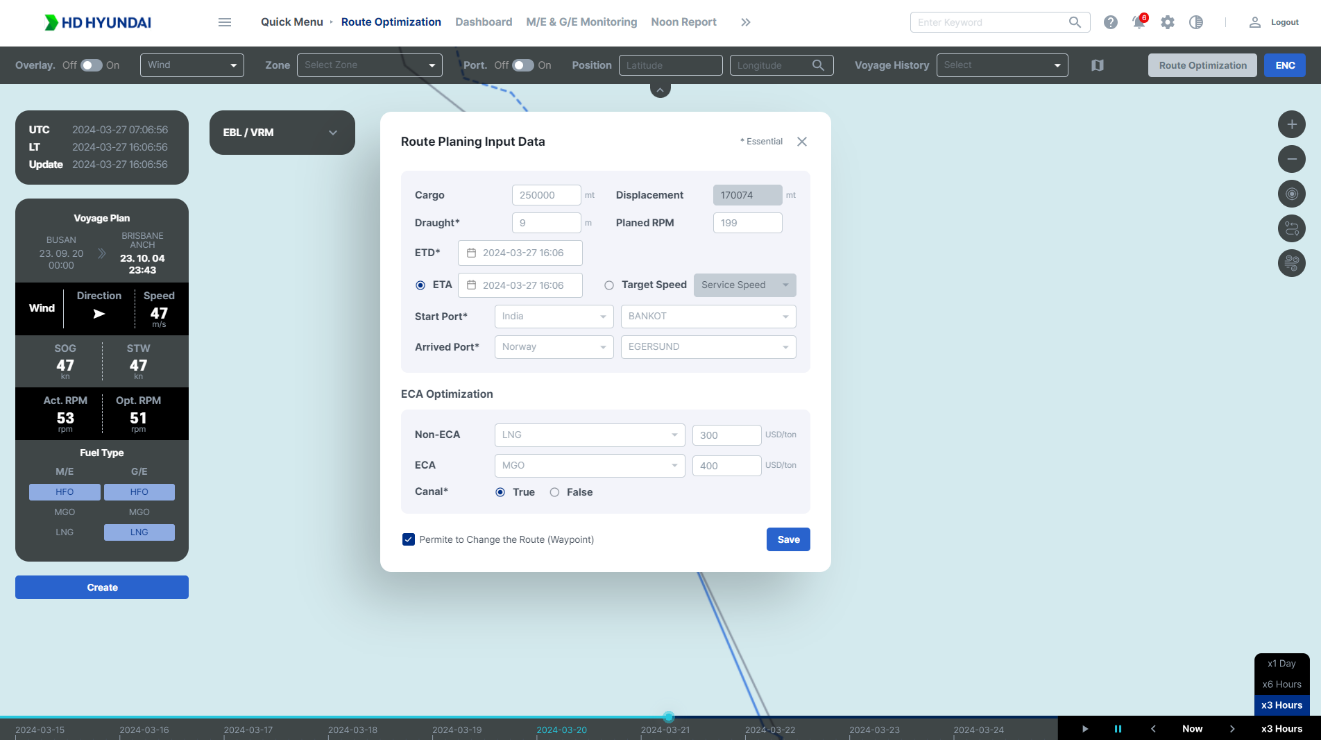 HD HYUNDAI
Quick Menu
Route Optimization
Dashboard
M/E & G/E Monitoring
Noon Report
Enter Keyword
6
Logout
Overlay. Off On
Wind
Zone
Select Zone
Port. Off On
Position
Latitude
Longitude
Voyage History
Select
Route Optimization
ENC
UTC 2024-03-27 07:06:56
LT 2024-03-27 16:06:56
Update 2024-03-27 16:06:56
EBL / VRM
Voyage Plan
BUSAN
23. 09. 20
00:00
BRISBANE
ANCH
23. 10. 04
23:43
Wind
Direction
Speed
47
m/s
SOG
47
kn
STW
47
kn
Act. RPM
53
rpm
Opt. RPM
51
rpm
Fuel Type
M/E G/E
HFO HFO
MGO MGO
LNG LNG
Create
Route Planing Input Data
* Essential
Cargo 250000 mt
Displacement 170074 mt
Draught* 9 m
Planed RPM 199
ETD* 2024-03-27 16:06
ETA 2024-03-27 16:06
Target Speed Service Speed
Start Port* India BANKOT
Arrived Port* Norway EGERSUND
ECA Optimization
Non-ECA LNG 300 USD/ton
ECA MGO 400 USD/ton
Canal* True False
Permite to Change the Route (Waypoint)
Save
x1 Day
x6 Hours
x3 Hours
2024-03-15
2024-03-16
2024-03-17
2024-03-18
2024-03-19
2024-03-20
2024-03-21
2024-03-22
2024-03-23
2024-03-24
Now
x3 Hours